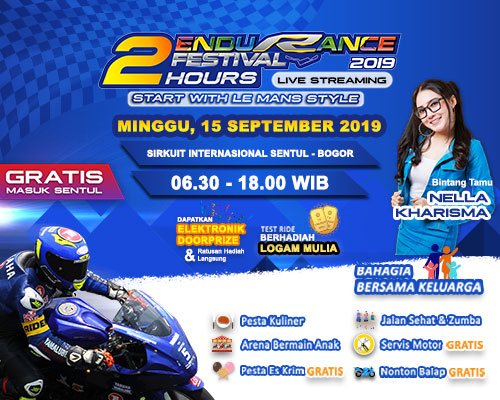 2 ENDURANCE
FESTIVAL 2019
HOURS LIVE STREAMING
START WITH LE MANS STYLE
MINGGU, 15 SEPTEMBER 2019
SIRKUIT INTERNASIONAL SENTUL - BOGOR
GRATIS
MASUK SENTUL
06.30 - 18.00 WIB
Bintang Tamu
NELLA
KHARISMA
DAPATKAN
ELEKTRONIK
DOORPRIZE
& Ratusan Hadiah
Langsung
TEST RIDE
BERHADIAH
LOGAM MULIA
BAHAGIA
BERSAMA KELUARGA
Pesta Kuliner
Arena Bermain Anak
Pesta Es Krim GRATIS
Jalan Sehat & Zumba
Servis Motor GRATIS
Nonton Balap GRATIS